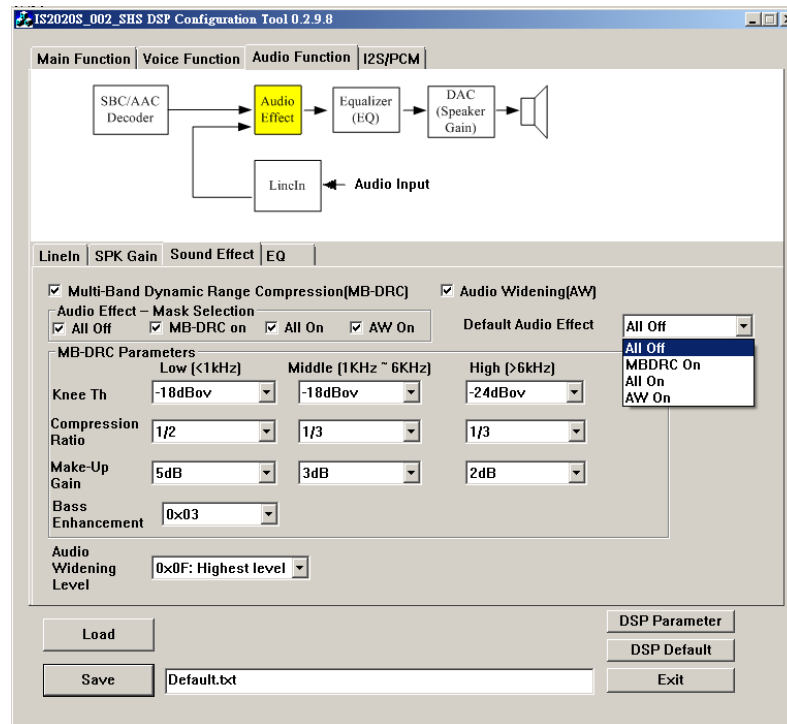 IS2020S_002_SHS DSP Configuration Tool 0.2.9.8
Main Function Voice Function Audio Function I2S/PCM
SBC/AAC
Decoder
Audio
Effect
Equalizer
(EQ)
DAC
(Speaker
Gain)
LineIn
Audio Input
LineIn SPK Gain Sound Effect EQ
Multi-Band Dynamic Range Compression(MB-DRC) Audio Widening(AW)
Audio Effect – Mask Selection
All Off MB-DRC on All On AW On
Default Audio Effect All Off
All Off
MBDRC On
All On
AW On
MB-DRC Parameters
Low (<1kHz) Middle (1KHz ~ 6KHz) High (>6kHz)
Knee Th -18dBov -18dBov -24dBov
Compression
Ratio
1/2 1/3 1/3
Make-Up
Gain
5dB 3dB 2dB
Bass
Enhancement
0x03
Audio
Widening
Level
0x0F: Highest level
Load
Save Default.txt
DSP Parameter
DSP Default
Exit